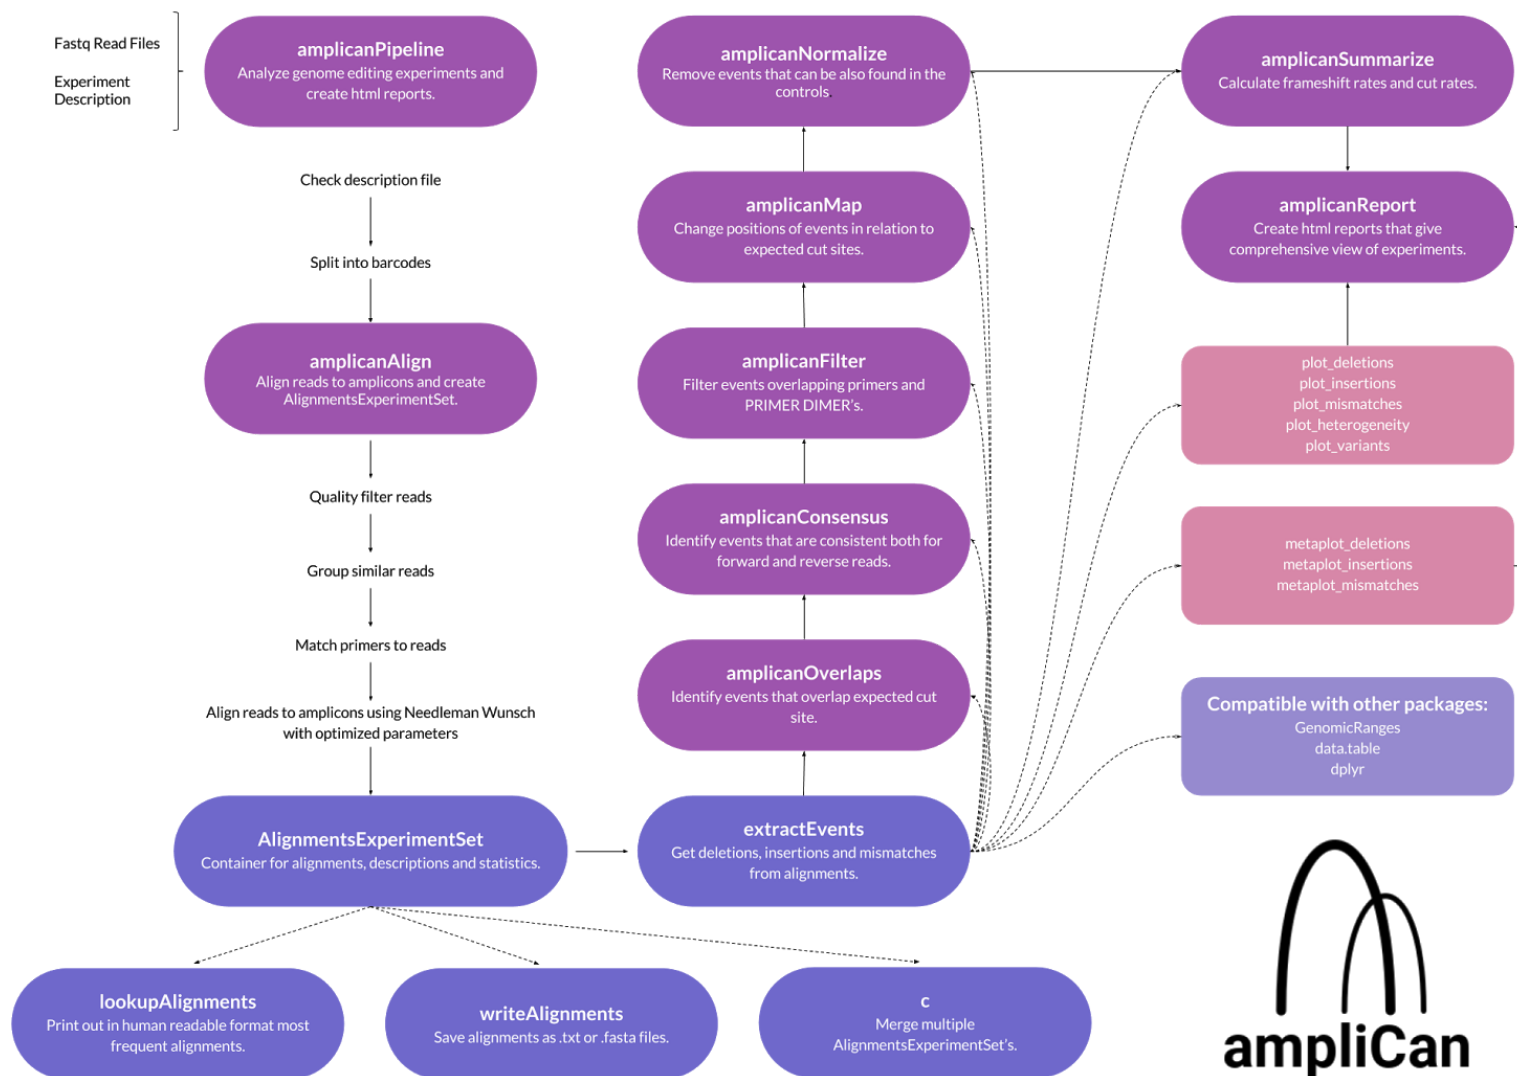 Fastq Read Files
Experiment
Description
amplicanPipeline
Analyze genome editing experiments and
create html reports.
Check description file
Split into barcodes
amplicanAlign
Align reads to amplicons and create
AlignmentsExperimentSet.
Quality filter reads
Group similar reads
Match primers to reads
Align reads to amplicons using Needleman Wunsch
with optimized parameters
AlignmentsExperimentSet
Container for alignments, descriptions and statistics.
lookupAlignments
Print out in human readable format most
frequent alignments.
writeAlignments
Save alignments as .txt or .fasta files.
c
Merge multiple
AlignmentsExperimentSet's.
amplicanNormalize
Remove events that can be also found in the
controls.
amplicanMap
Change positions of events in relation to
expected cut sites.
amplicanFilter
Filter events overlapping primers and
PRIMER DIMER's.
amplicanConsensus
Identify events that are consistent both for
forward and reverse reads.
amplicanOverlaps
Identify events that overlap expected cut
site.
extractEvents
Get deletions, insertions and mismatches
from alignments.
amplicanSummarize
Calculate frameshift rates and cut rates.
amplicanReport
Create html reports that give
comprehensive view of experiments.
plot_deletions
plot_insertions
plot_mismatches
plot_heterogeneity
plot_variants
metaplot_deletions
metaplot_insertions
metaplot_mismatches
Compatible with other packages:
GenomicRanges
data.table
dplyr
ampliCan